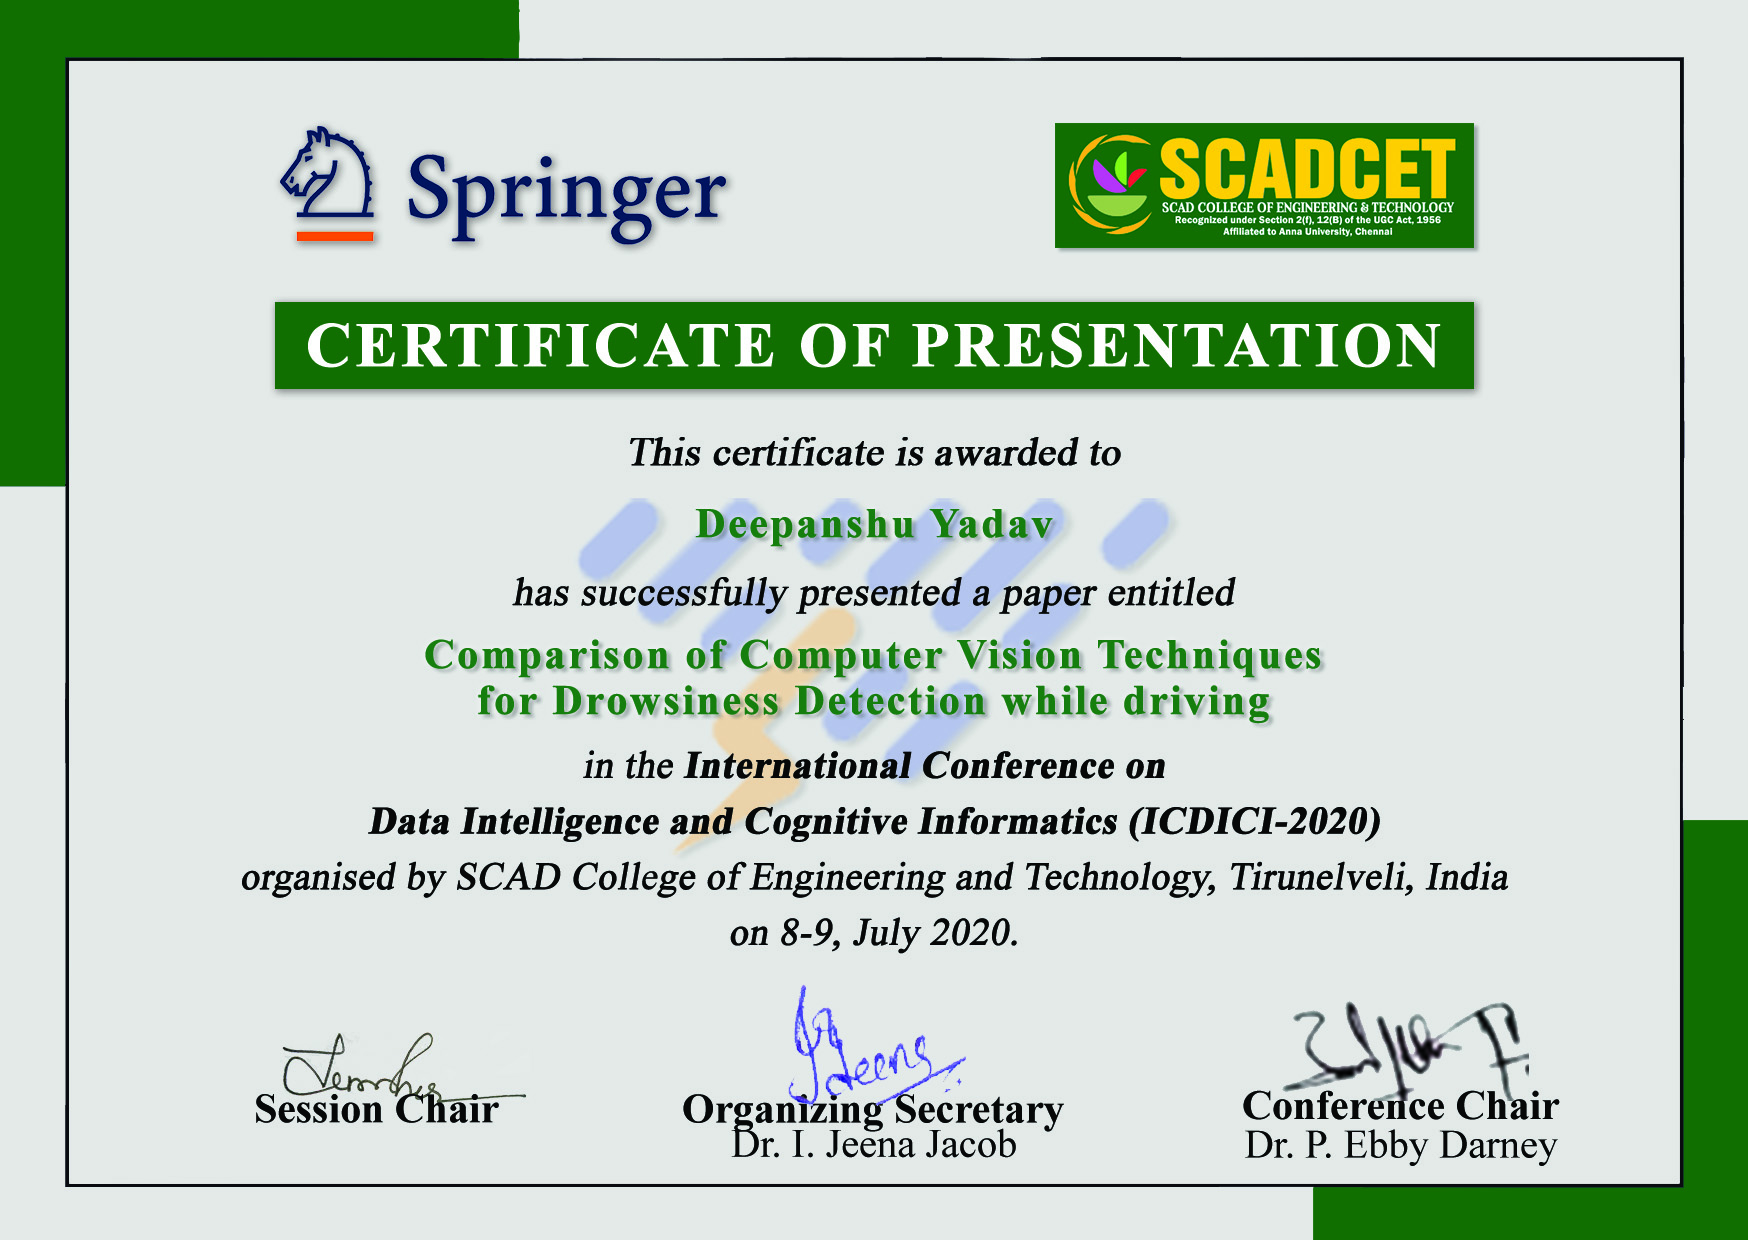 Springer
SCADCET
SCAD COLLEGE OF ENGINEERING & TECHNOLOGY
Recognized under Section 2(f), 12(B) of the UGC Act, 1956
Affiliated to Anna University, Chennai
CERTIFICATE OF PRESENTATION
This certificate is awarded to
Deepanshu Yadav
has successfully presented a paper entitled
Comparison of Computer Vision Techniques
for Drowsiness Detection while driving
in the International Conference on
Data Intelligence and Cognitive Informatics (ICDICI-2020)
organised by SCAD College of Engineering and Technology, Tirunelveli, India
on 8-9, July 2020.
Session Chair
Organizing Secretary
Dr. I. Jeena Jacob
Conference Chair
Dr. P. Ebby Darney